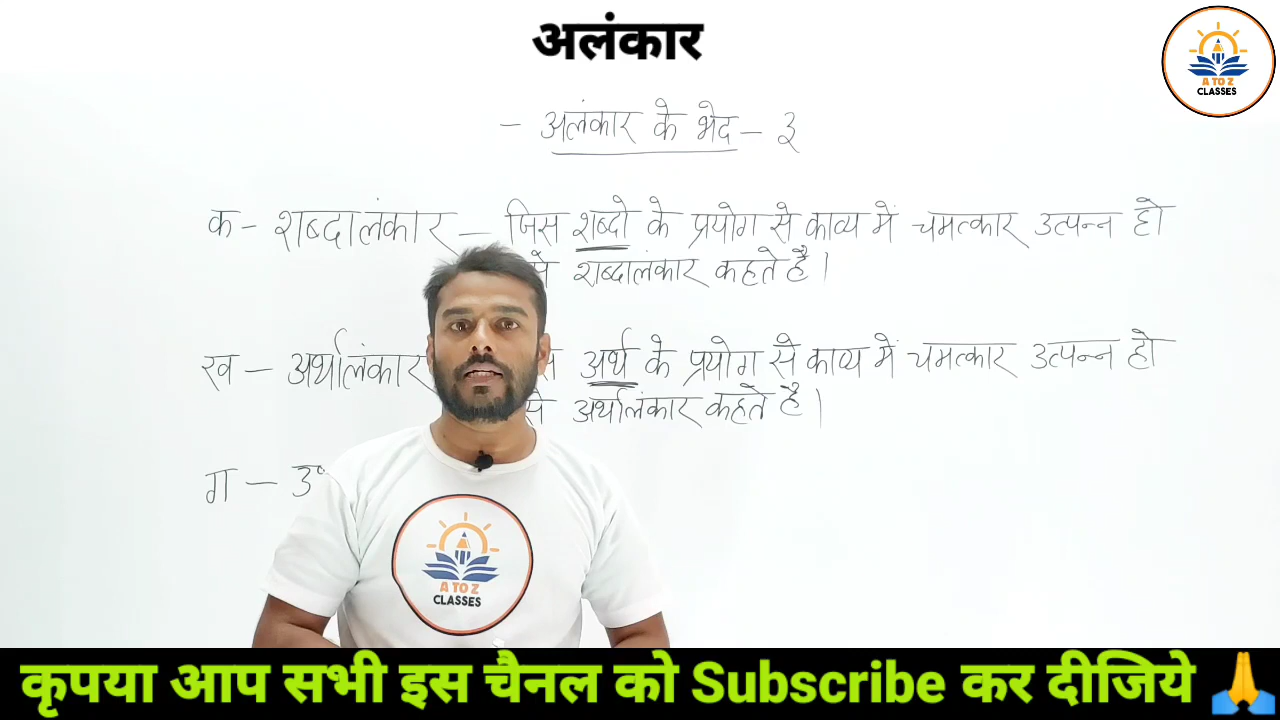 अलंकार
A TO Z
CLASSES
- अलंकार के भेद - ३
क - शब्दालंकार - जिस शब्दो के प्रयोग से काव्य में चमत्कार उत्पन्न हो
शब्दालंकार कहते है।
ख - अर्थालंकार अर्थ के प्रयोग से काव्य में चमत्कार उत्पन्न हो
अर्थालंकार कहते है।
ग -
A TO Z
CLASSES
कृपया आप सभी इस चैनल को Subscribe कर दीजिये 🙏